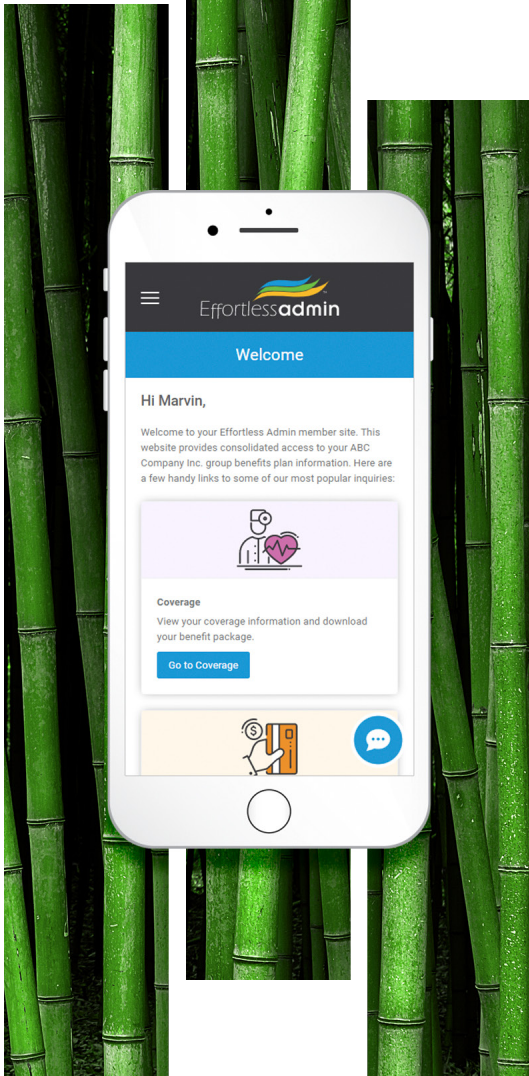 Effortlessadmin
Welcome
Hi Marvin,
Welcome to your Effortless Admin member site. This
website provides consolidated access to your ABC
Company Inc. group benefits plan information. Here are
a few handy links to some of our most popular inquiries:
Coverage
View your coverage information and download
your benefit package.
Go to Coverage